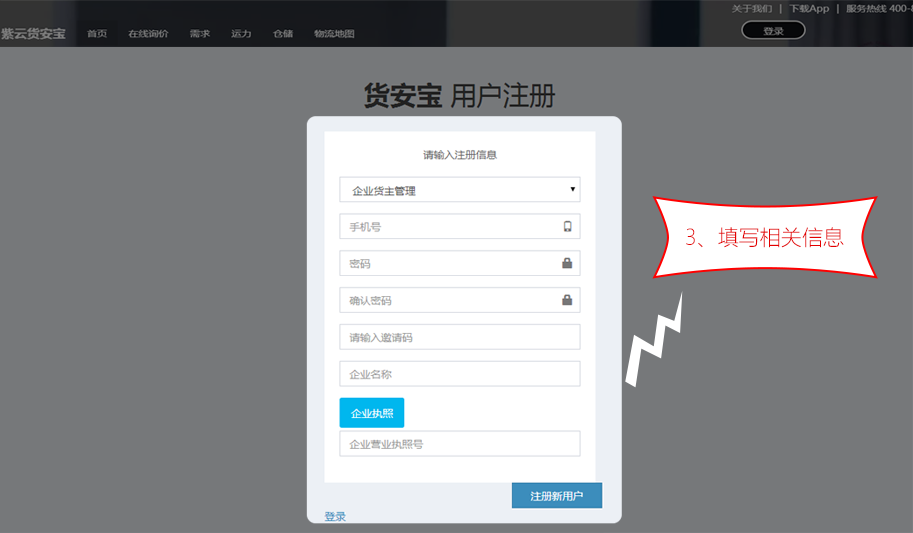 关于我们 | 下载App | 服务热线 400-8
紫云货安宝 首页 在线询价 需求 运力 仓储 物流地图
登录
货安宝 用户注册
请输入注册信息
企业货主管理
手机号
密码
确认密码
请输入邀请码
企业名称
企业执照
企业营业执照号
注册新用户
登录
3、填写相关信息